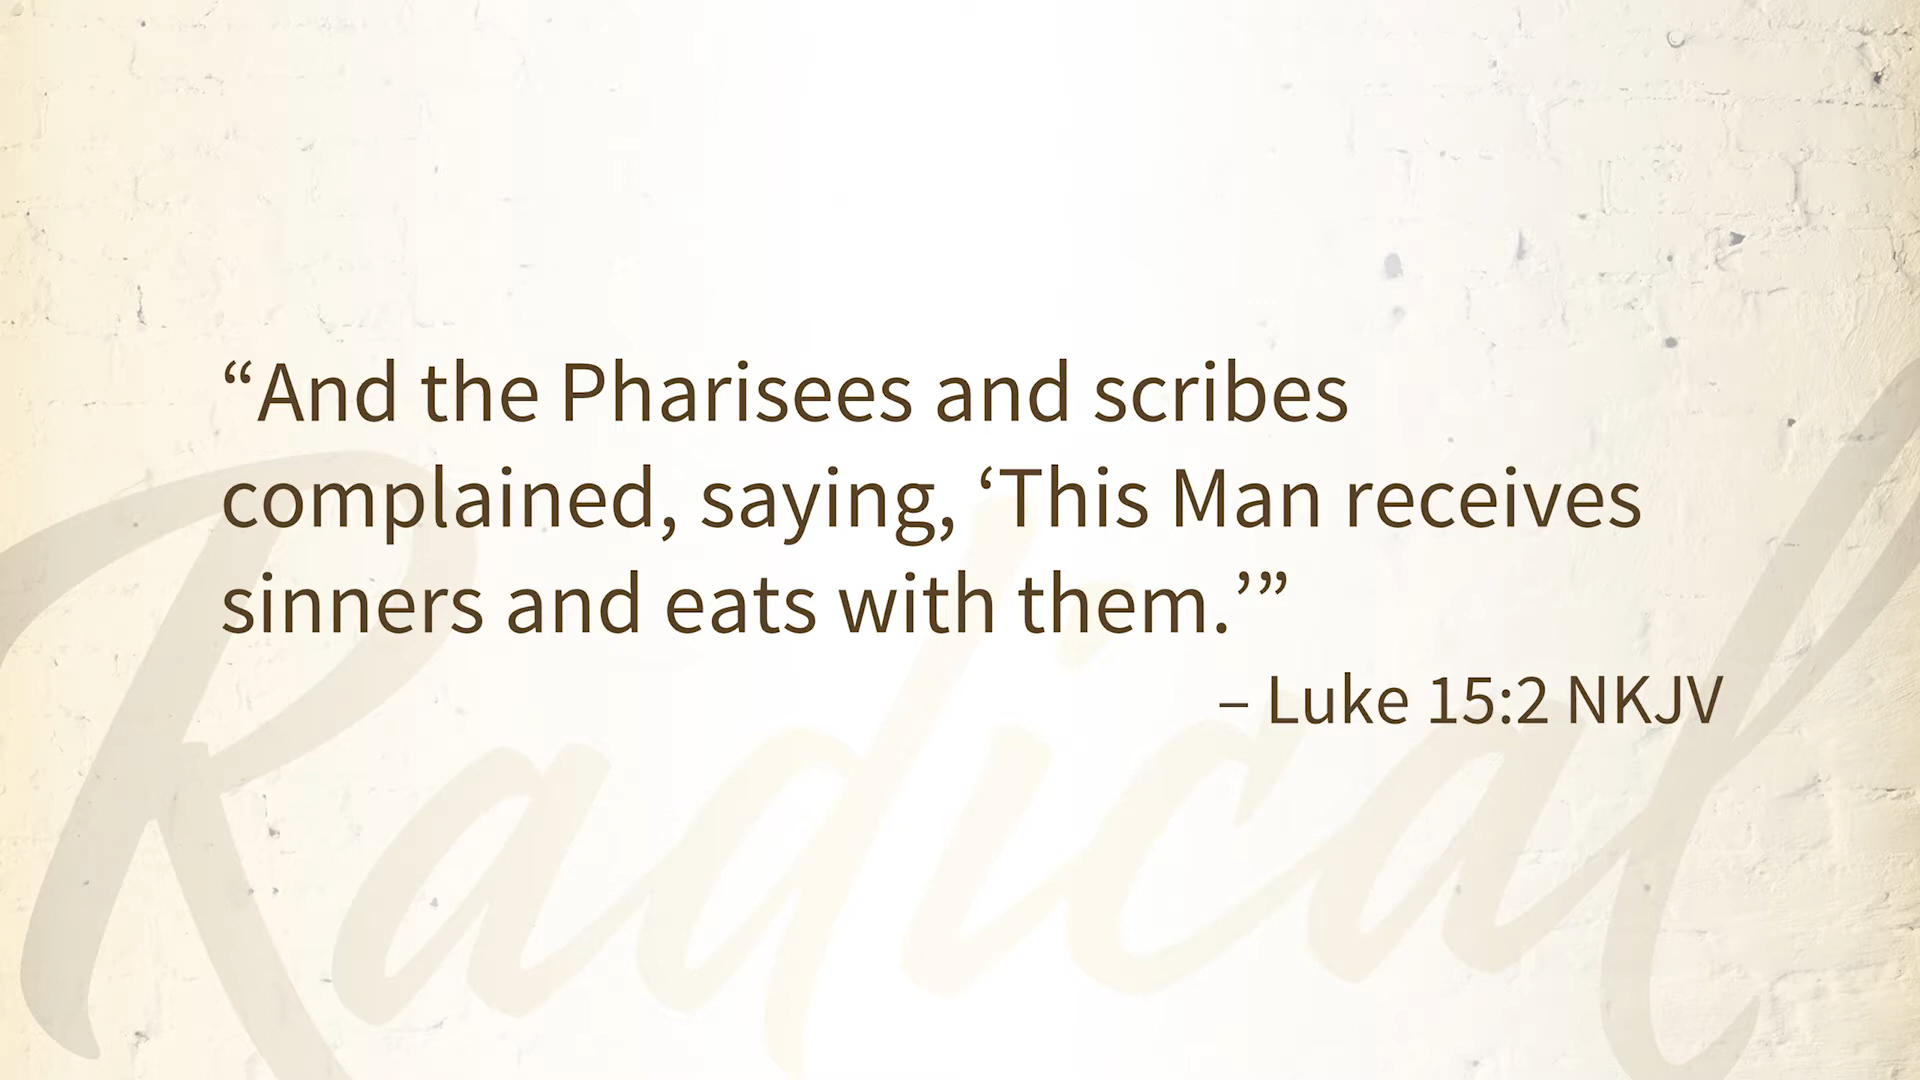 “And the Pharisees and scribes
complained, saying, ‘This Man receives
sinners and eats with them.’”
– Luke 15:2 NKJV
Radical